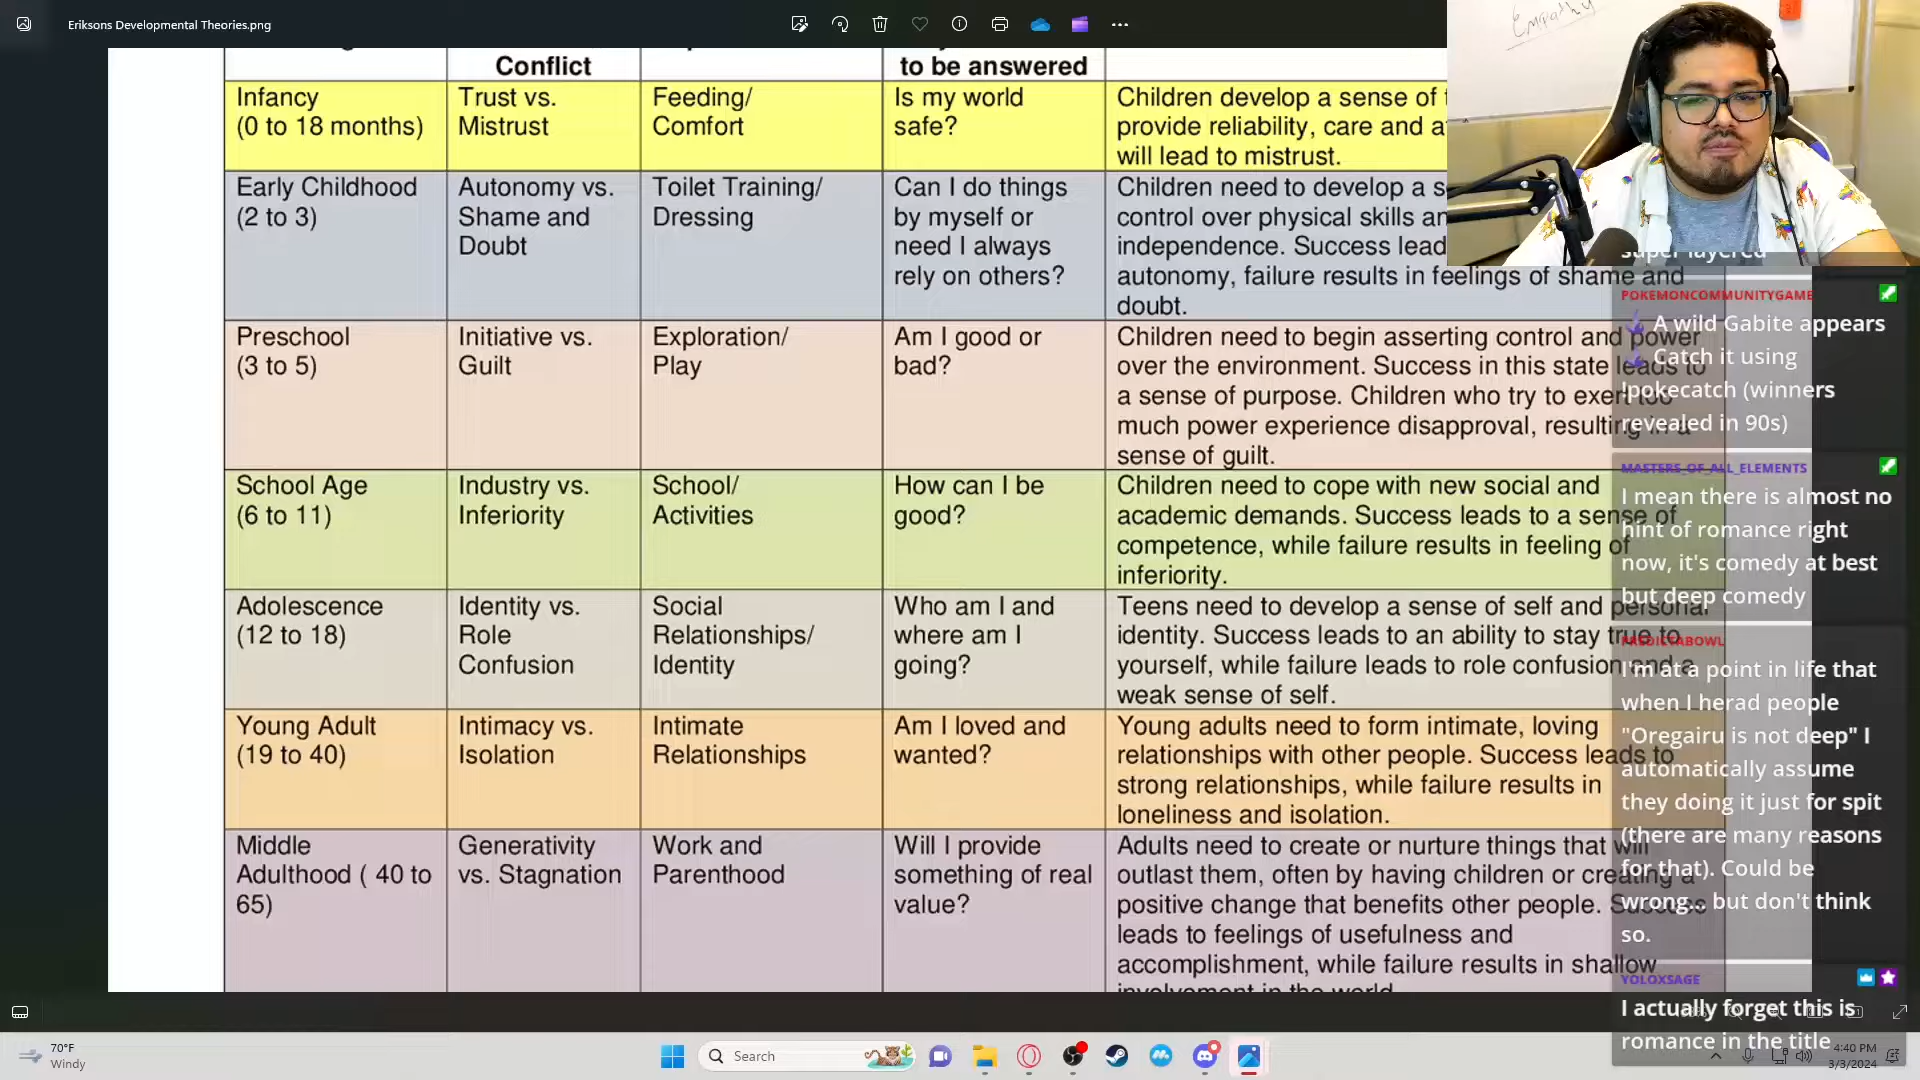 Eriksons Developmental Theories.png
Empathy
Conflict
to be answered
Infancy
(0 to 18 months)
Trust vs.
Mistrust
Feeding/
Comfort
Is my world
safe?
Children develop a sense of
provide reliability, care and
will lead to mistrust.
Early Childhood
(2 to 3)
Autonomy vs.
Shame and
Doubt
Toilet Training/
Dressing
Can I do things
by myself or
need I always
rely on others?
Children need to develop a
control over physical skills
independence. Success
autonomy, failure results in feelings of shame and
doubt.
Preschool
(3 to 5)
Initiative vs.
Guilt
Exploration/
Play
Am I good or
bad?
Children need to begin asserting control and power
over the environment. Success in this state leads to
a sense of purpose. Children who try to exert too
much power experience disapproval, resulting in a
sense of guilt.
School Age
(6 to 11)
Industry vs.
Inferiority
School/
Activities
How can I be
good?
Children need to cope with new social and
academic demands. Success leads to a sense of
competence, while failure results in feeling of
inferiority.
Adolescence
(12 to 18)
Identity vs.
Role
Confusion
Social
Relationships/
Identity
Who am I and
where am I
going?
Teens need to develop a sense of self and personal
identity. Success leads to an ability to stay true to
yourself, while failure leads to role confusion and a
weak sense of self.
Young Adult
(19 to 40)
Intimacy vs.
Isolation
Intimate
Relationships
Am I loved and
wanted?
Young adults need to form intimate, loving
relationships with other people. Success leads to
strong relationships, while failure results in
loneliness and isolation.
Middle
Adulthood ( 40 to
65)
Generativity
vs. Stagnation
Work and
Parenthood
Will I provide
something of real
value?
Adults need to create or nurture things that will
outlast them, often by having children or creating a
positive change that benefits other people. Success
leads to feelings of usefulness and
accomplishment, while failure results in shallow
involvement in the world.
super layered
POKEMONCOMMUNITYGAME
A wild Gabite appears
Catch it using
!pokecatch (winners
revealed in 90s)
MASTERS_OF_ALL_ELEMENTS
I mean there is almost no
hint of romance right
now, it's comedy at best
but deep comedy
PREDICTABOWL
I'm at a point in life that
when I herad people
"Oregairu is not deep" I
automatically assume
they doing it just for spit
(there are many reasons
for that). Could be
wrong... but don't think
so.
YOLOXSAGE
I actually forget this is
romance in the title
70°F
Windy
Search
4:40 PM
3/3/2024